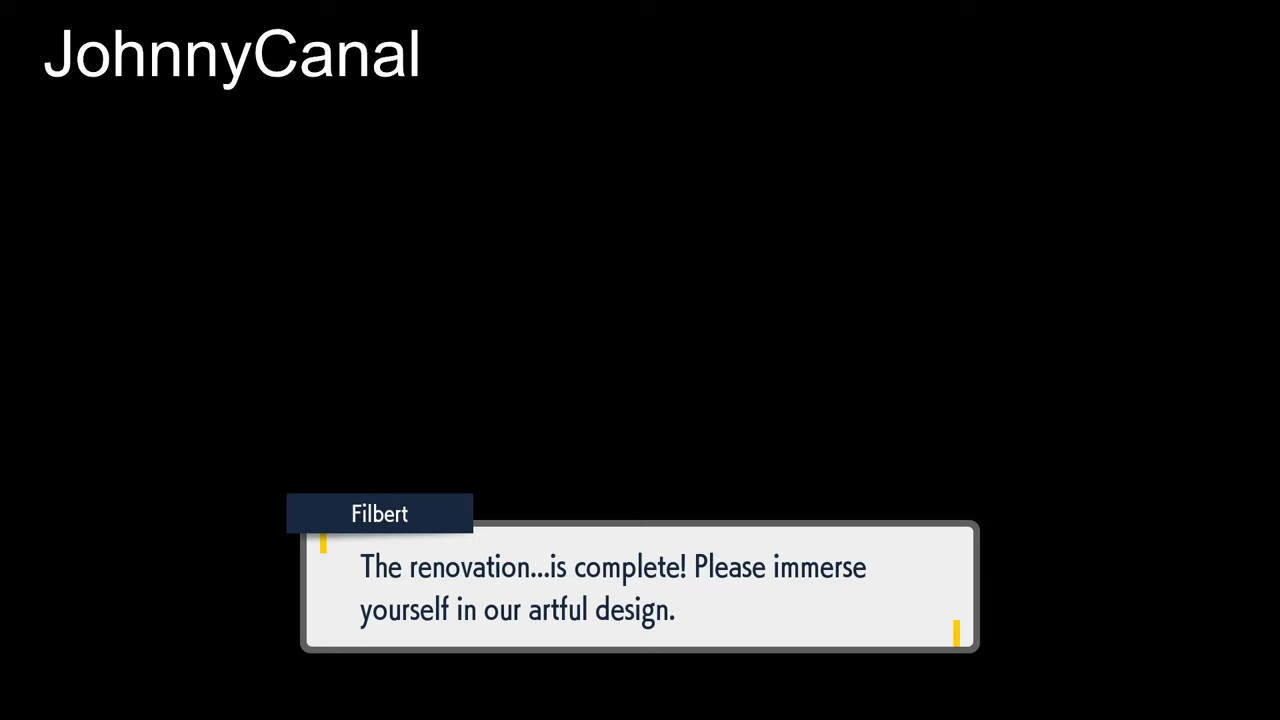 JohnnyCanal
Filbert
The renovation...is complete! Please immerse
yourself in our artful design.